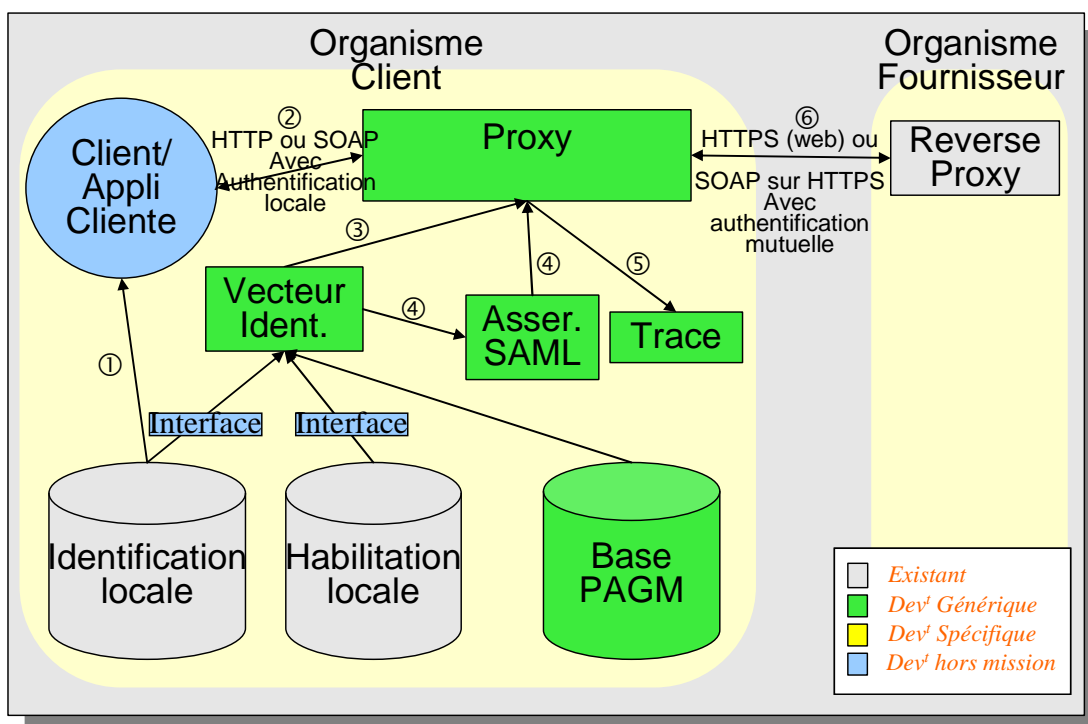 Organisme
Client
Organisme
Fournisseur
Client/
Appli
Cliente
②
HTTP ou SOAP
Avec
Authentification
locale
Proxy
⑥
HTTPS (web) ou
SOAP sur HTTPS
Avec
authentification
mutuelle
Reverse
Proxy
③
Vecteur
Ident.
④
Asser.
SAML
④
⑤
Trace
①
Interface
Interface
Identification
locale
Habilitation
locale
Base
PAGM
Existant
Devᵗ Générique
Devᵗ Spécifique
Devᵗ hors mission